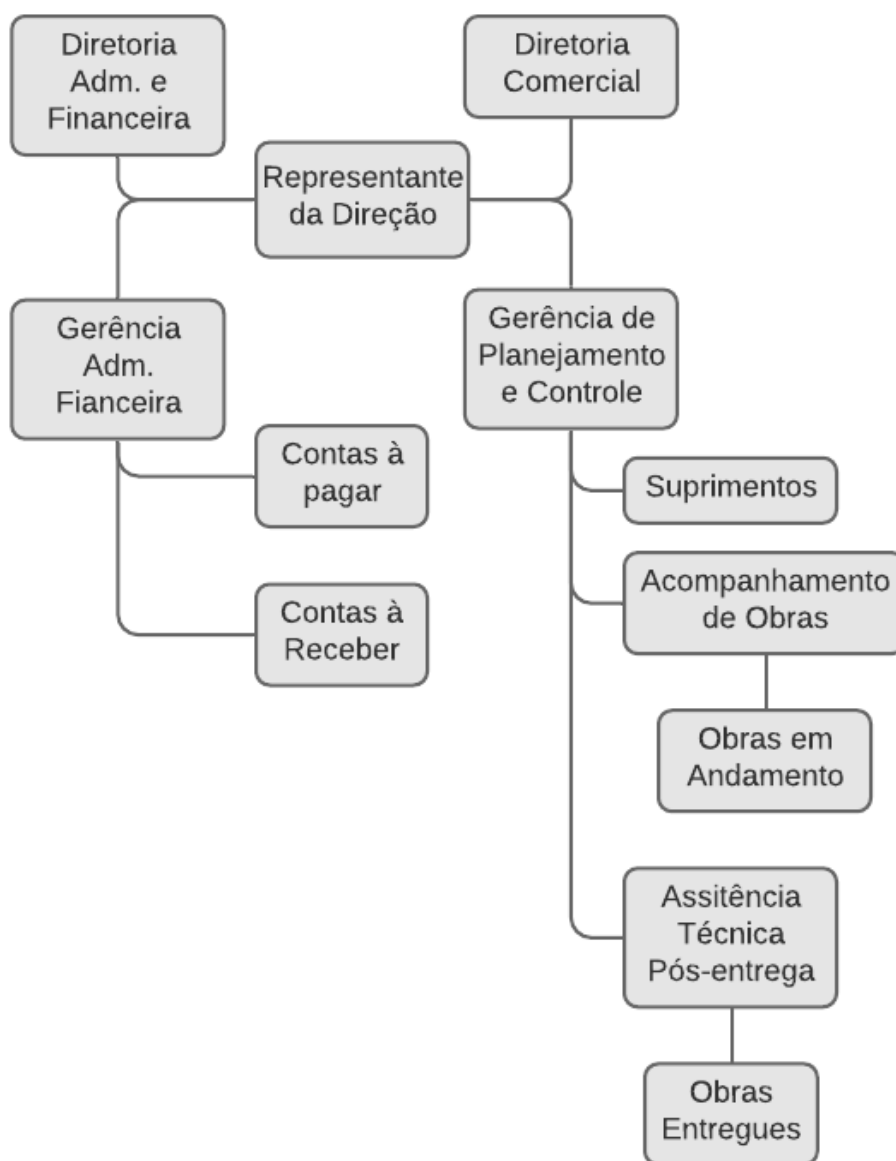 Diretoria
Adm. e
Financeira
Diretoria
Comercial
Representante
da Direção
Gerência
Adm.
Fianceira
Gerência de
Planejamento
e Controle
Contas à
pagar
Suprimentos
Acompanhamento
de Obras
Contas à
Receber
Obras em
Andamento
Assitência
Técnica
Pós-entrega
Obras
Entregues